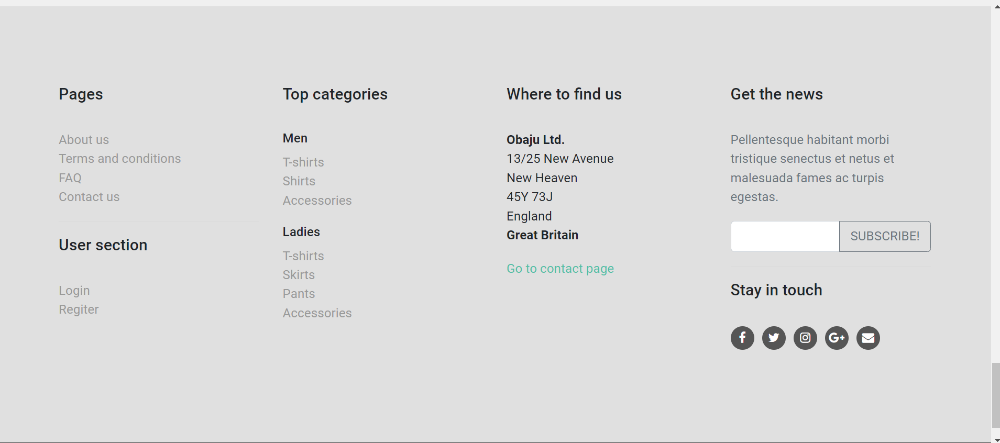 Pages
About us
Terms and conditions
FAQ
Contact us
User section
Login
Regiter
Top categories
Men
T-shirts
Shirts
Accessories
Ladies
T-shirts
Skirts
Pants
Accessories
Where to find us
Obaju Ltd.
13/25 New Avenue
New Heaven
45Y 73J
England
Great Britain
Go to contact page
Get the news
Pellentesque habitant morbi
tristique senectus et netus et
malesuada fames ac turpis
egestas.
SUBSCRIBE!
Stay in touch